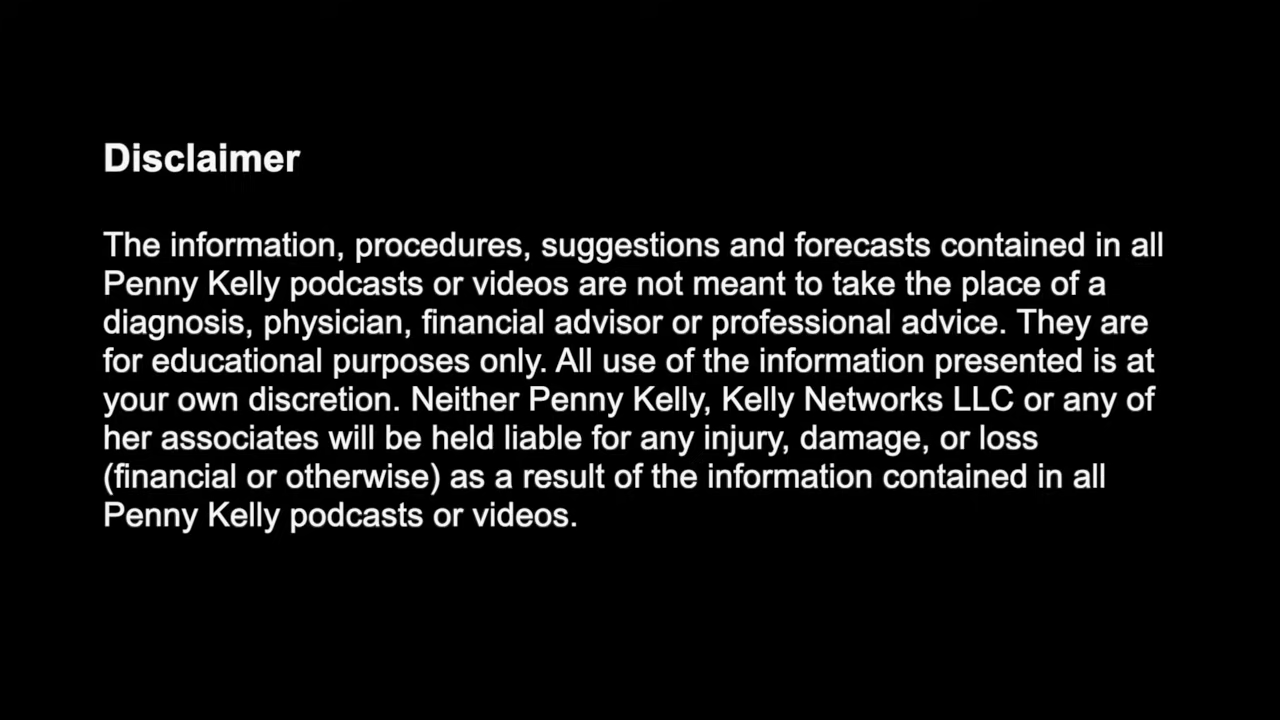 Disclaimer
The information, procedures, suggestions and forecasts contained in all
Penny Kelly podcasts or videos are not meant to take the place of a
diagnosis, physician, financial advisor or professional advice. They are
for educational purposes only. All use of the information presented is at
your own discretion. Neither Penny Kelly, Kelly Networks LLC or any of
her associates will be held liable for any injury, damage, or loss
(financial or otherwise) as a result of the information contained in all
Penny Kelly podcasts or videos.